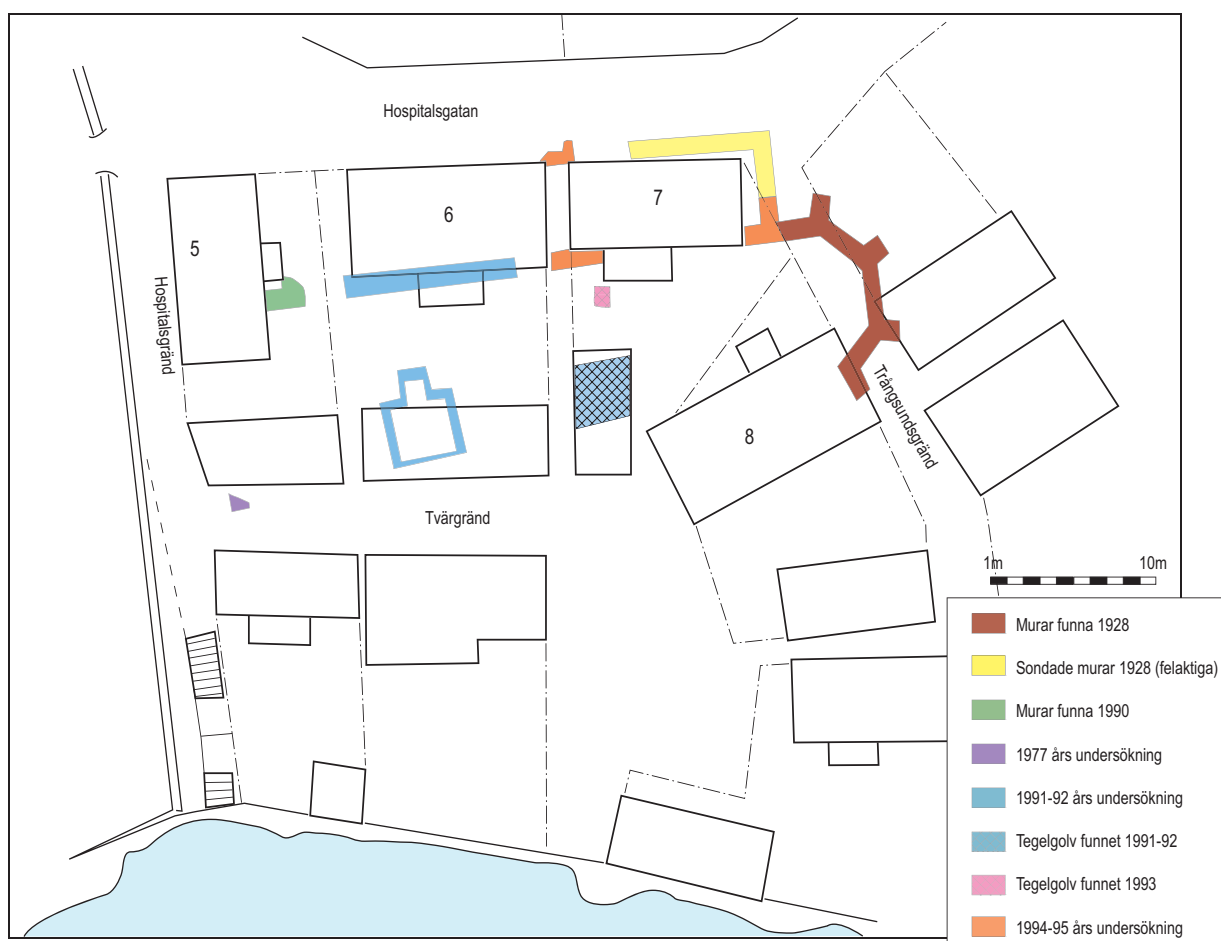 Hospitalsgatan
5
6
7
Hospitalsgränd
8
Trångsundsgränd
Tvärgränd
1m 10m
Murar funna 1928
Sondade murar 1928 (felaktiga)
Murar funna 1990
1977 års undersökning
1991-92 års undersökning
Tegelgolv funnet 1991-92
Tegelgolv funnet 1993
1994-95 års undersökning